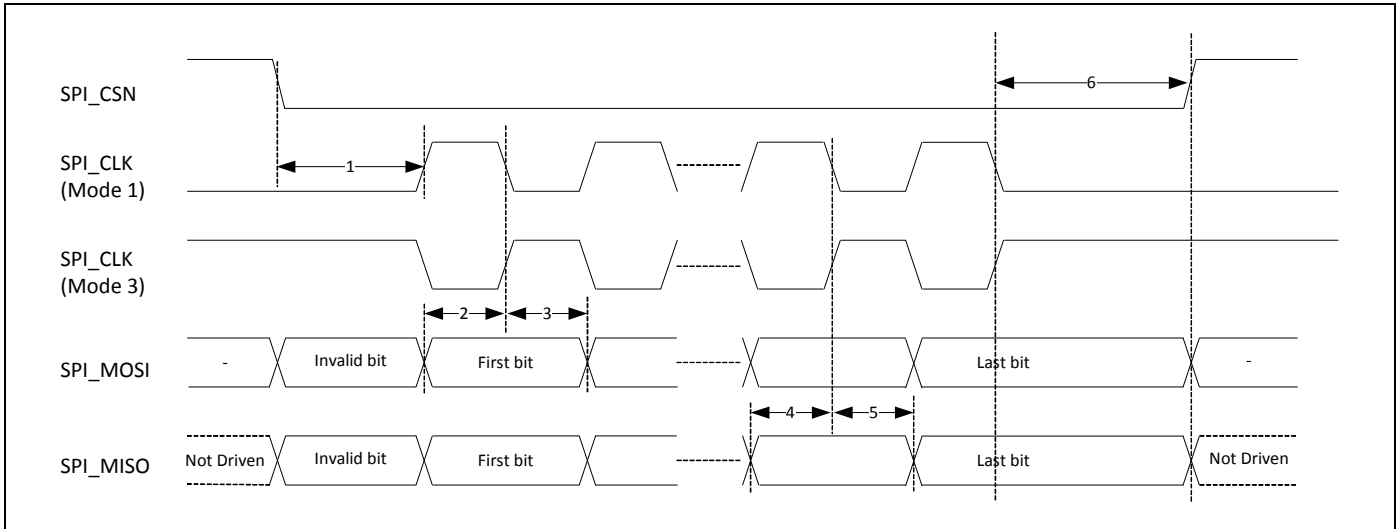 SPI_CSN
6
SPI_CLK
(Mode 1)
1
SPI_CLK
(Mode 3)
2
3
SPI_MOSI
-
Invalid bit
First bit
Last bit
-
4
5
SPI_MISO
Not Driven
Invalid bit
First bit
Last bit
Not Driven